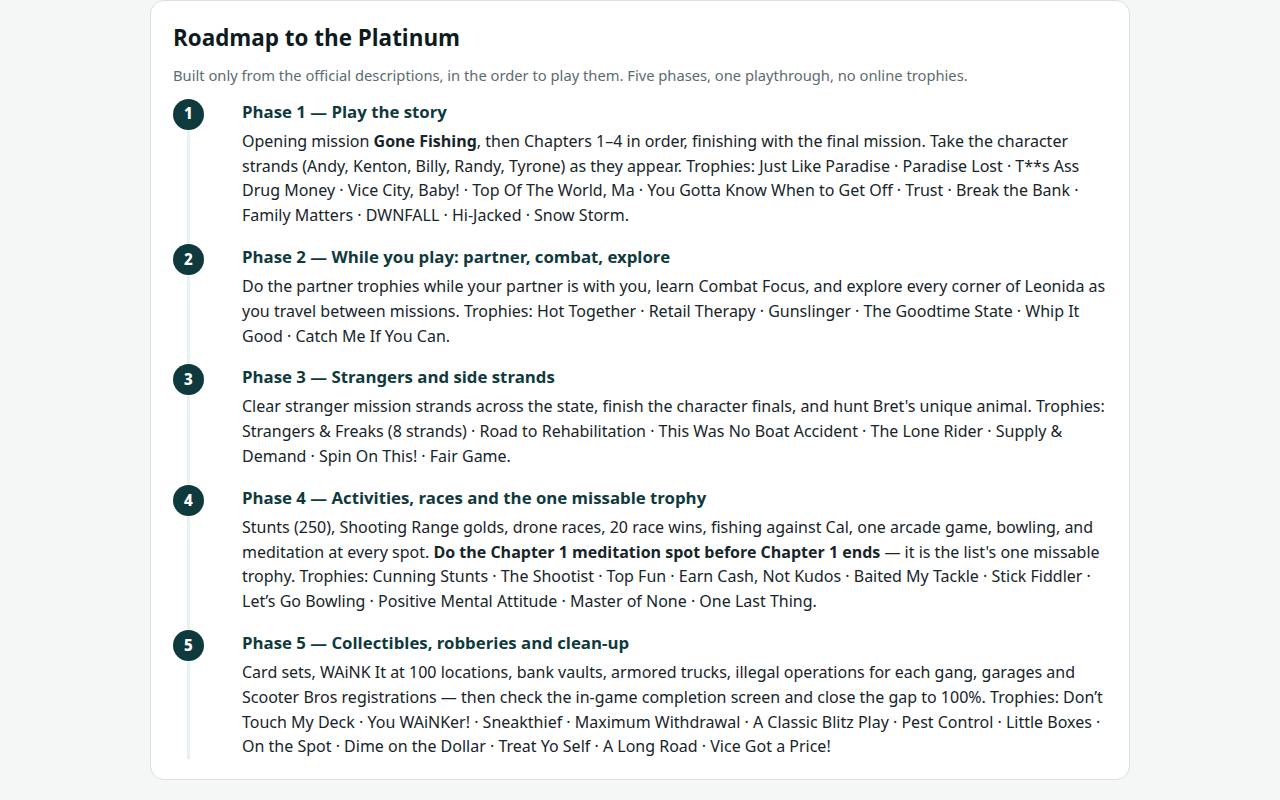 Roadmap to the Platinum
Built only from the official descriptions, in the order to play them. Five phases, one playthrough, no online trophies.
1
Phase 1 — Play the story
Opening mission Gone Fishing, then Chapters 1–4 in order, finishing with the final mission. Take the character
strands (Andy, Kenton, Billy, Randy, Tyrone) as they appear. Trophies: Just Like Paradise · Paradise Lost · T**s Ass
Drug Money · Vice City, Baby! · Top Of The World, Ma · You Gotta Know When to Get Off · Trust · Break the Bank ·
Family Matters · DWNFALL · Hi-Jacked · Snow Storm.
2
Phase 2 — While you play: partner, combat, explore
Do the partner trophies while your partner is with you, learn Combat Focus, and explore every corner of Leonida as
you travel between missions. Trophies: Hot Together · Retail Therapy · Gunslinger · The Goodtime State · Whip It
Good · Catch Me If You Can.
3
Phase 3 — Strangers and side strands
Clear stranger mission strands across the state, finish the character finals, and hunt Bret's unique animal. Trophies:
Strangers & Freaks (8 strands) · Road to Rehabilitation · This Was No Boat Accident · The Lone Rider · Supply &
Demand · Spin On This! · Fair Game.
4
Phase 4 — Activities, races and the one missable trophy
Stunts (250), Shooting Range golds, drone races, 20 race wins, fishing against Cal, one arcade game, bowling, and
meditation at every spot. Do the Chapter 1 meditation spot before Chapter 1 ends — it is the list's one missable
trophy. Trophies: Cunning Stunts · The Shootist · Top Fun · Earn Cash, Not Kudos · Baited My Tackle · Stick Fiddler ·
Let’s Go Bowling · Positive Mental Attitude · Master of None · One Last Thing.
5
Phase 5 — Collectibles, robberies and clean-up
Card sets, WAiNK It at 100 locations, bank vaults, armored trucks, illegal operations for each gang, garages and
Scooter Bros registrations — then check the in-game completion screen and close the gap to 100%. Trophies: Don’t
Touch My Deck · You WAiNKer! · Sneakthief · Maximum Withdrawal · A Classic Blitz Play · Pest Control · Little Boxes ·
On the Spot · Dime on the Dollar · Treat Yo Self · A Long Road · Vice Got a Price!